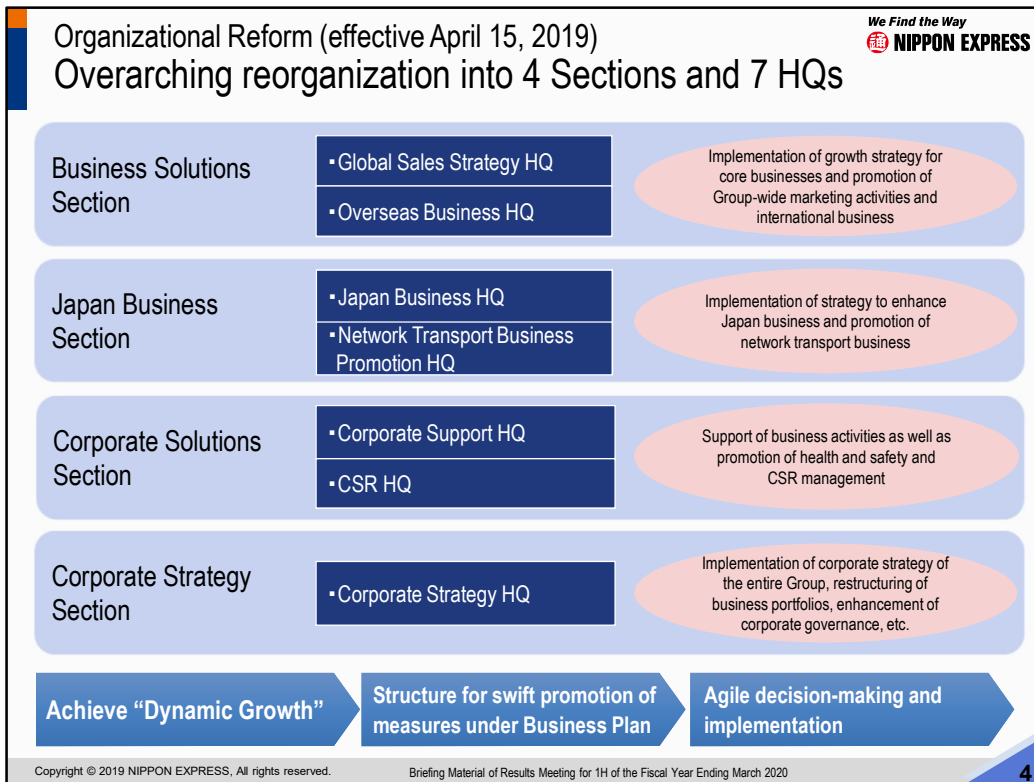 Organizational Reform (effective April 15, 2019)
Overarching reorganization into 4 Sections and 7 HQs
We Find the Way
NIPPON EXPRESS
Business Solutions
Section
▪Global Sales Strategy HQ
▪Overseas Business HQ
Implementation of growth strategy for
core businesses and promotion of
Group-wide marketing activities and
international business
Japan Business
Section
▪Japan Business HQ
▪Network Transport Business
Promotion HQ
Implementation of strategy to enhance
Japan business and promotion of
network transport business
Corporate Solutions
Section
▪Corporate Support HQ
▪CSR HQ
Support of business activities as well as
promotion of health and safety and
CSR management
Corporate Strategy
Section
▪Corporate Strategy HQ
Implementation of corporate strategy of
the entire Group, restructuring of
business portfolios, enhancement of
corporate governance, etc.
Achieve “Dynamic Growth”
Structure for swift promotion of
measures under Business Plan
Agile decision-making and
implementation
Copyright © 2019 NIPPON EXPRESS, All rights reserved.
Briefing Material of Results Meeting for 1H of the Fiscal Year Ending March 2020
4